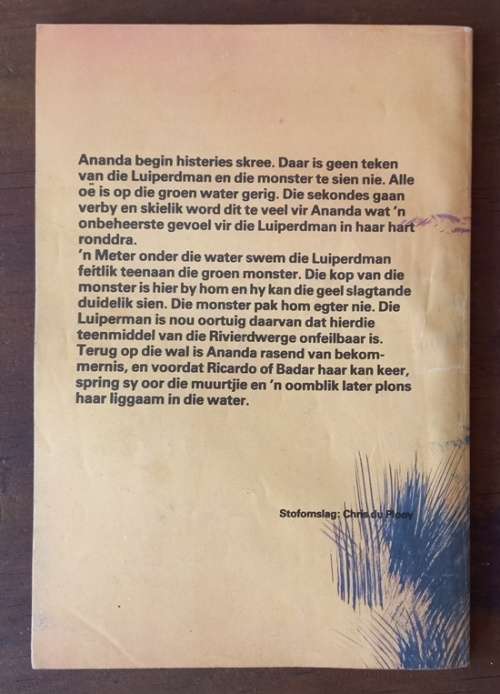 Ananda begin histeries skree. Daar is geen teken
van die Luiperdman en die monster te sien nie. Alle
oë is op die groen water gerig. Die sekondes gaan
verby en skielik word dit te veel vir Ananda wat 'n
onbeheerste gevoel vir die Luiperdman in haar hart
ronddra.
'n Meter onder die water swem die Luiperdman
feitlik teenaan die groen monster. Die kop van die
monster is hier by hom en hy kan die geel slagtande
duidelik sien. Die monster pak hom egter nie. Die
Luiperman is nou oortuig daarvan dat hierdie
teenmiddel van die Rivierdwerge onfeilbaar is.
Terug op die wal is Ananda rasend van bekom-
mernis, en voordat Ricardo of Badar haar kan keer,
spring sy oor die muurtjie en 'n oomblik later plons
haar liggaam in die water.
Stofomslag: Chris du Plooy